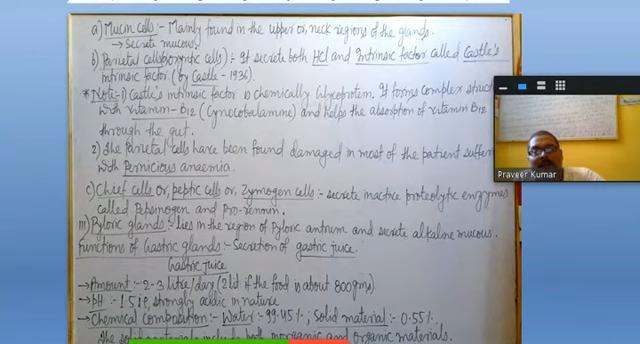 a) Mucin cells :- Mainly found in the upper or, neck regions of the glands.
→ Secrete mucous.
b) Parietal cells (oxyntic cells) :- It secrete both HCl and Intrinsic factor called Castle's
intrinsic factor (by Castle - 1936).
* Note:- 1) Castle's intrinsic factor is chemically Glycoprotein. It forms complex struct
with vitamin-B12 (Cynecobalamine) and helps the absorption of vitamin B12
through the gut.
2) The parietal cells have been found damaged in most of the patient suffer
with Pernicious anaemia.
c) Chief cells or, peptic cells or, Zymogen cells :- secrete inactive proteolytic enzymes
called Pepsinogen and Pro-rennin.
iii) Pyloric glands :- lies in the region of Pyloric antrum and secrete alkaline mucous.
Functions of Gastric glands :- Secretion of gastric juice.
Gastric juice
→ Amount :- 2-3 litre/day (2 lit if the food is about 800 gms)
→ pH :- 1.5 i.e, strongly acidic in nature
→ Chemical composition :- Water :- 99.45% ; Solid material :- 0.55%
The solid materials include both inorganic and organic materials.
Praveer Kumar